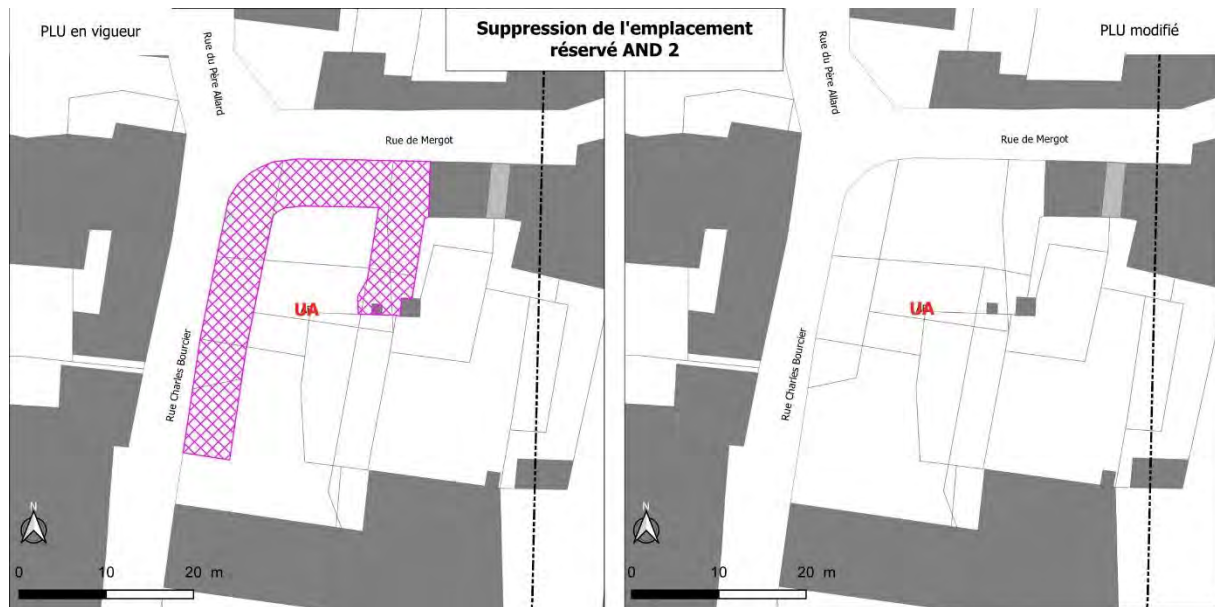 PLU en vigueur
Suppression de l'emplacement
réservé AND 2
PLU modifié
Rue du Père Allard
Rue de Mergot
UA
Rue Charles Bourcier
N
0 10 20 m
Rue du Père Allard
Rue de Mergot
UA
Rue Charles Bourcier
N
0 10 20 m